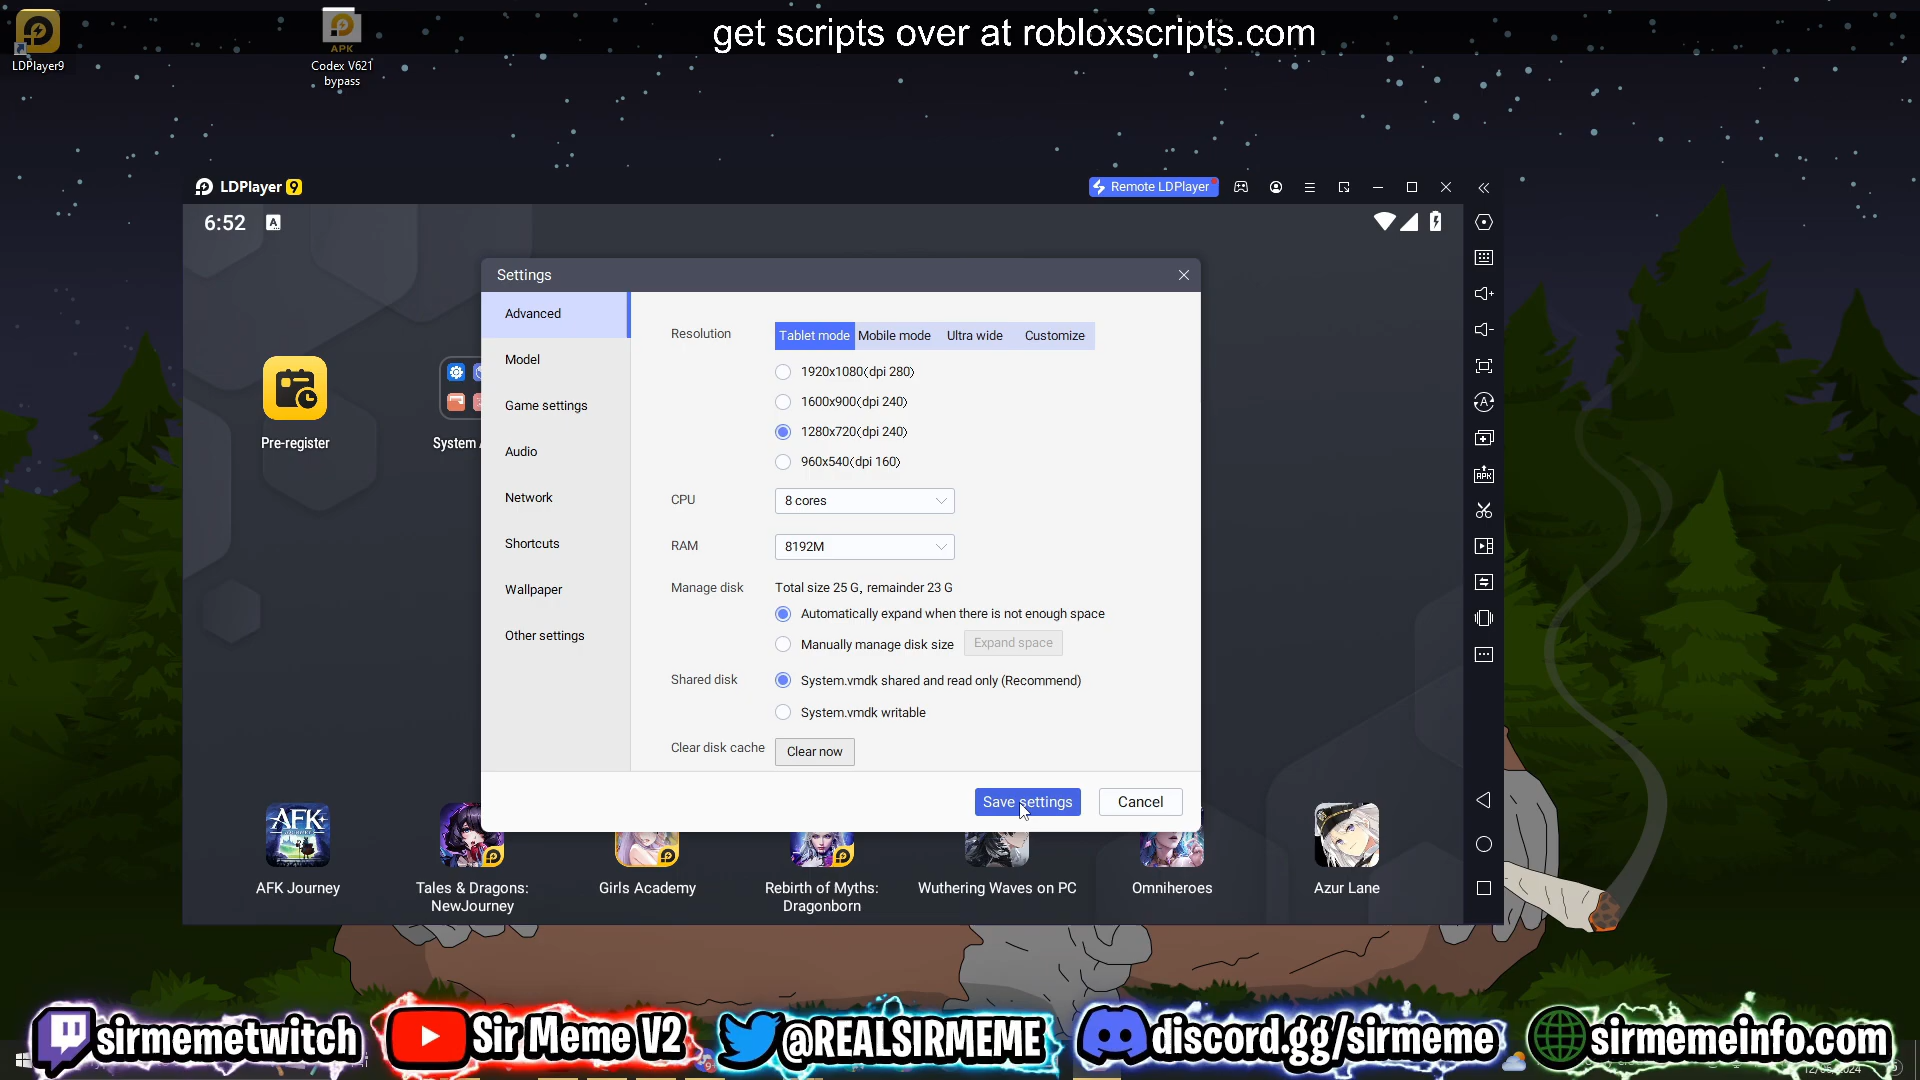 get scripts over at robloxscripts.com
LDPlayer9
APK
Codex V621
bypass
LDPlayer 9
Remote LDPlayer
6:52
A
Settings
Advanced
Model
Game settings
Audio
Network
Shortcuts
Wallpaper
Other settings
Resolution
Tablet mode
Mobile mode
Ultra wide
Customize
1920x1080(dpi 280)
1600x900(dpi 240)
1280x720(dpi 240)
960x540(dpi 160)
CPU
8 cores
RAM
8192M
Manage disk
Total size 25 G, remainder 23 G
Automatically expand when there is not enough space
Manually manage disk size
Expand space
Shared disk
System.vmdk shared and read only (Recommend)
System.vmdk writable
Clear disk cache
Clear now
Save settings
Cancel
Pre-register
System
APK
AFK
AFK Journey
Tales & Dragons:
NewJourney
Girls Academy
Rebirth of Myths:
Dragonborn
Wuthering Waves on PC
Omniheroes
Azur Lane
sirmemetwitch
Sir Meme V2
@REALSIRMEME
discord.gg/sirmeme
sirmemeinfo.com